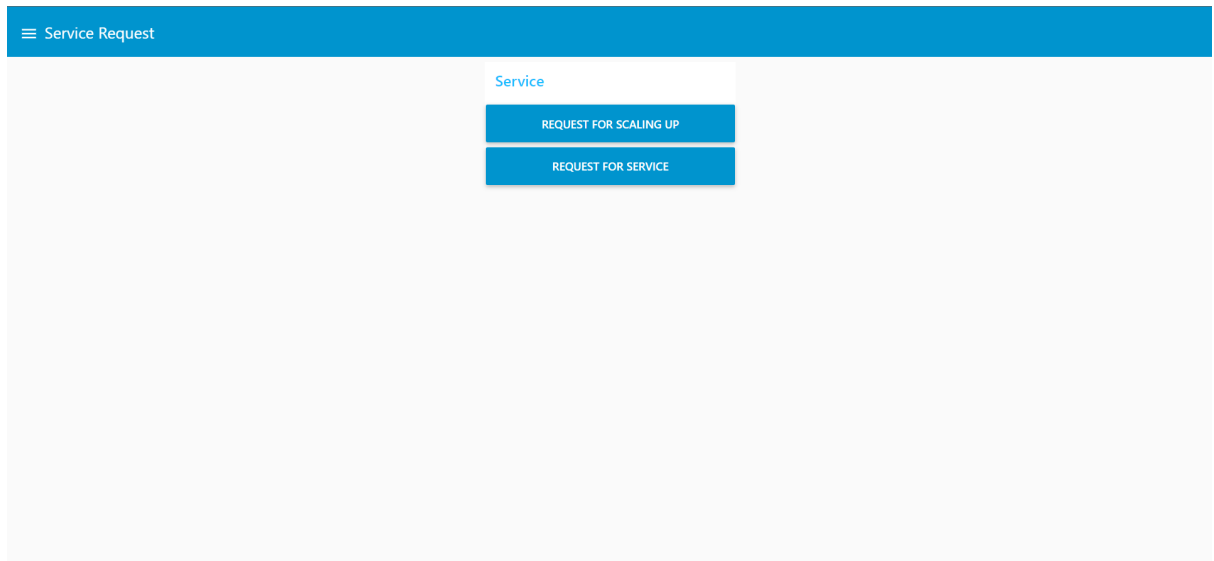 Service Request
Service
REQUEST FOR SCALING UP
REQUEST FOR SERVICE